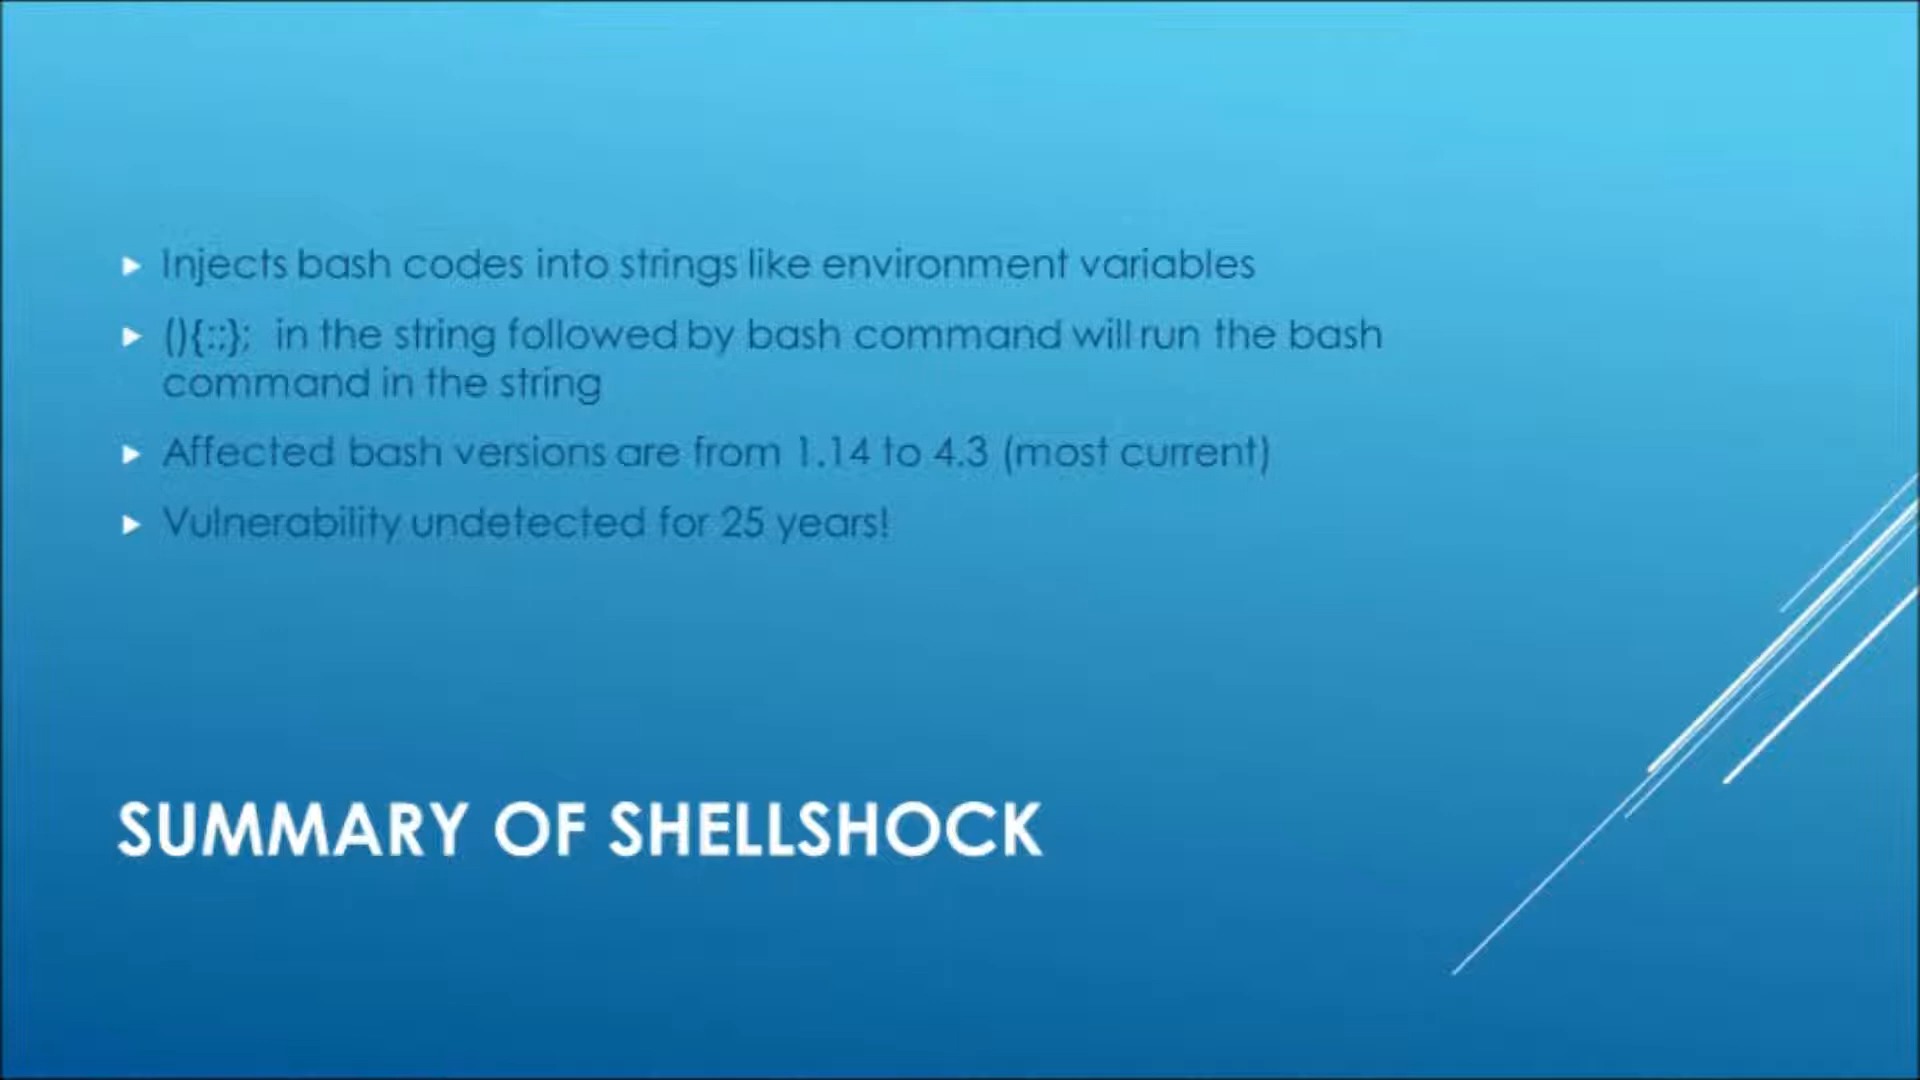 Injects bash codes into strings like environment variables
(){::}; in the string followed by bash command will run the bash
command in the string
Affected bash versions are from 1.14 to 4.3 (most current)
Vulnerability undetected for 25 years!
SUMMARY OF SHELLSHOCK